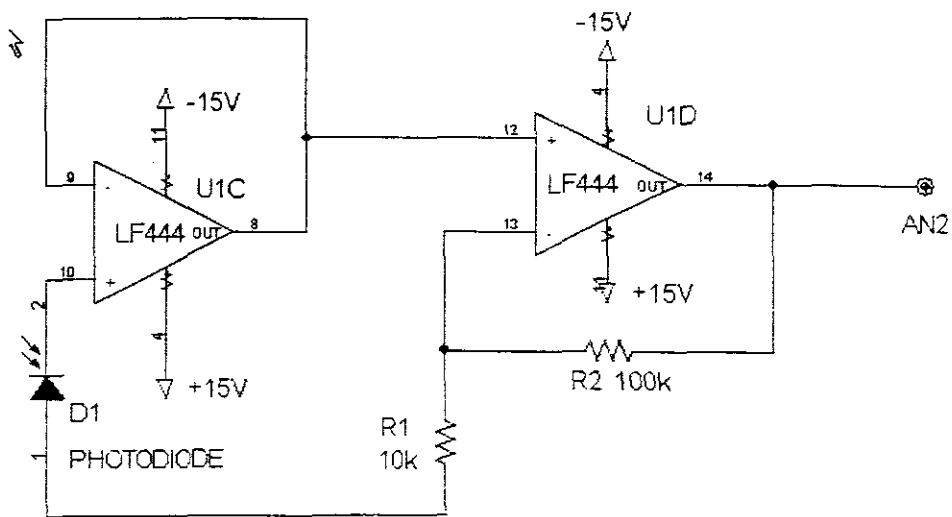 -15V
11
9
-
U1C
LF444
OUT
8
10
+
2
4
+15V
D1
1
PHOTODIODE
-15V
4
U1D
12
+
LF444
OUT
14
13
-
11
+15V
AN2
R2 100k
R1
10k